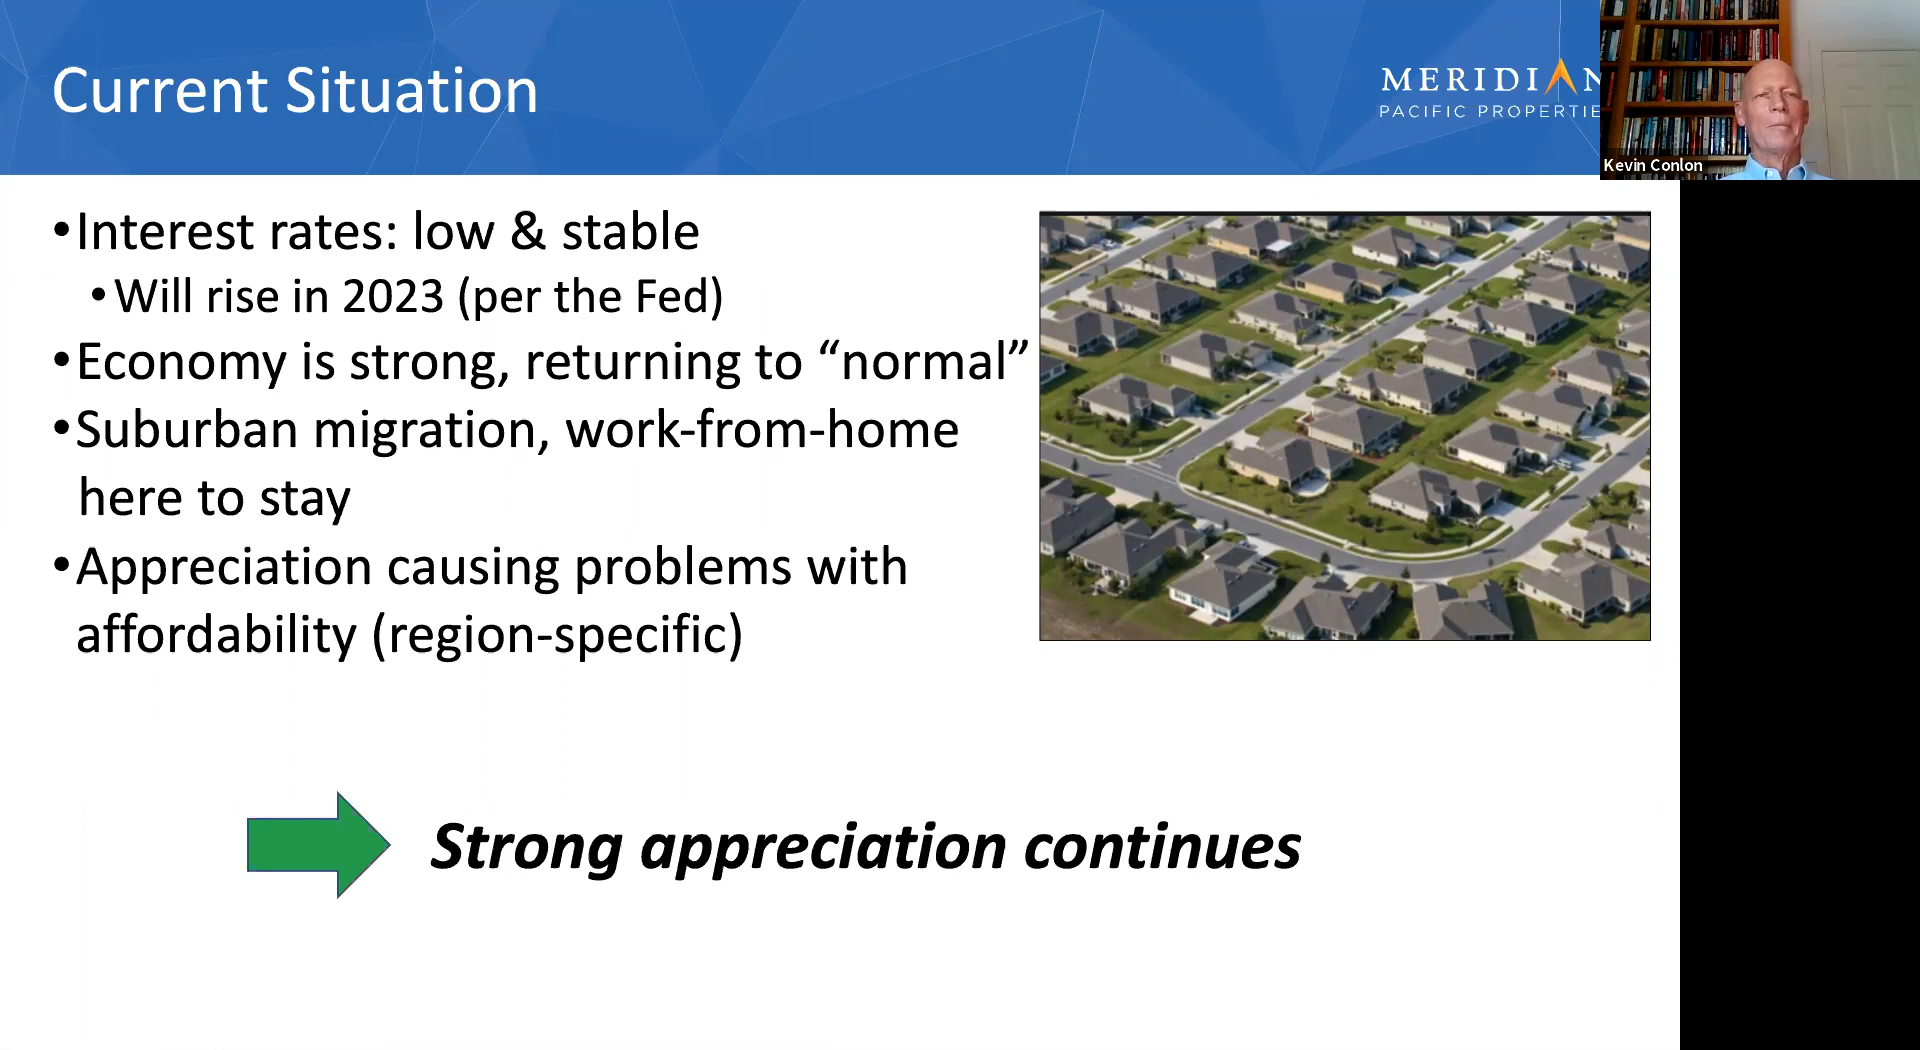 Current Situation
MERIDIAN
PACIFIC PROPERTIE
Kevin Conlon
•Interest rates: low & stable
•Will rise in 2023 (per the Fed)
•Economy is strong, returning to “normal”
•Suburban migration, work-from-home
here to stay
•Appreciation causing problems with
affordability (region-specific)
Strong appreciation continues